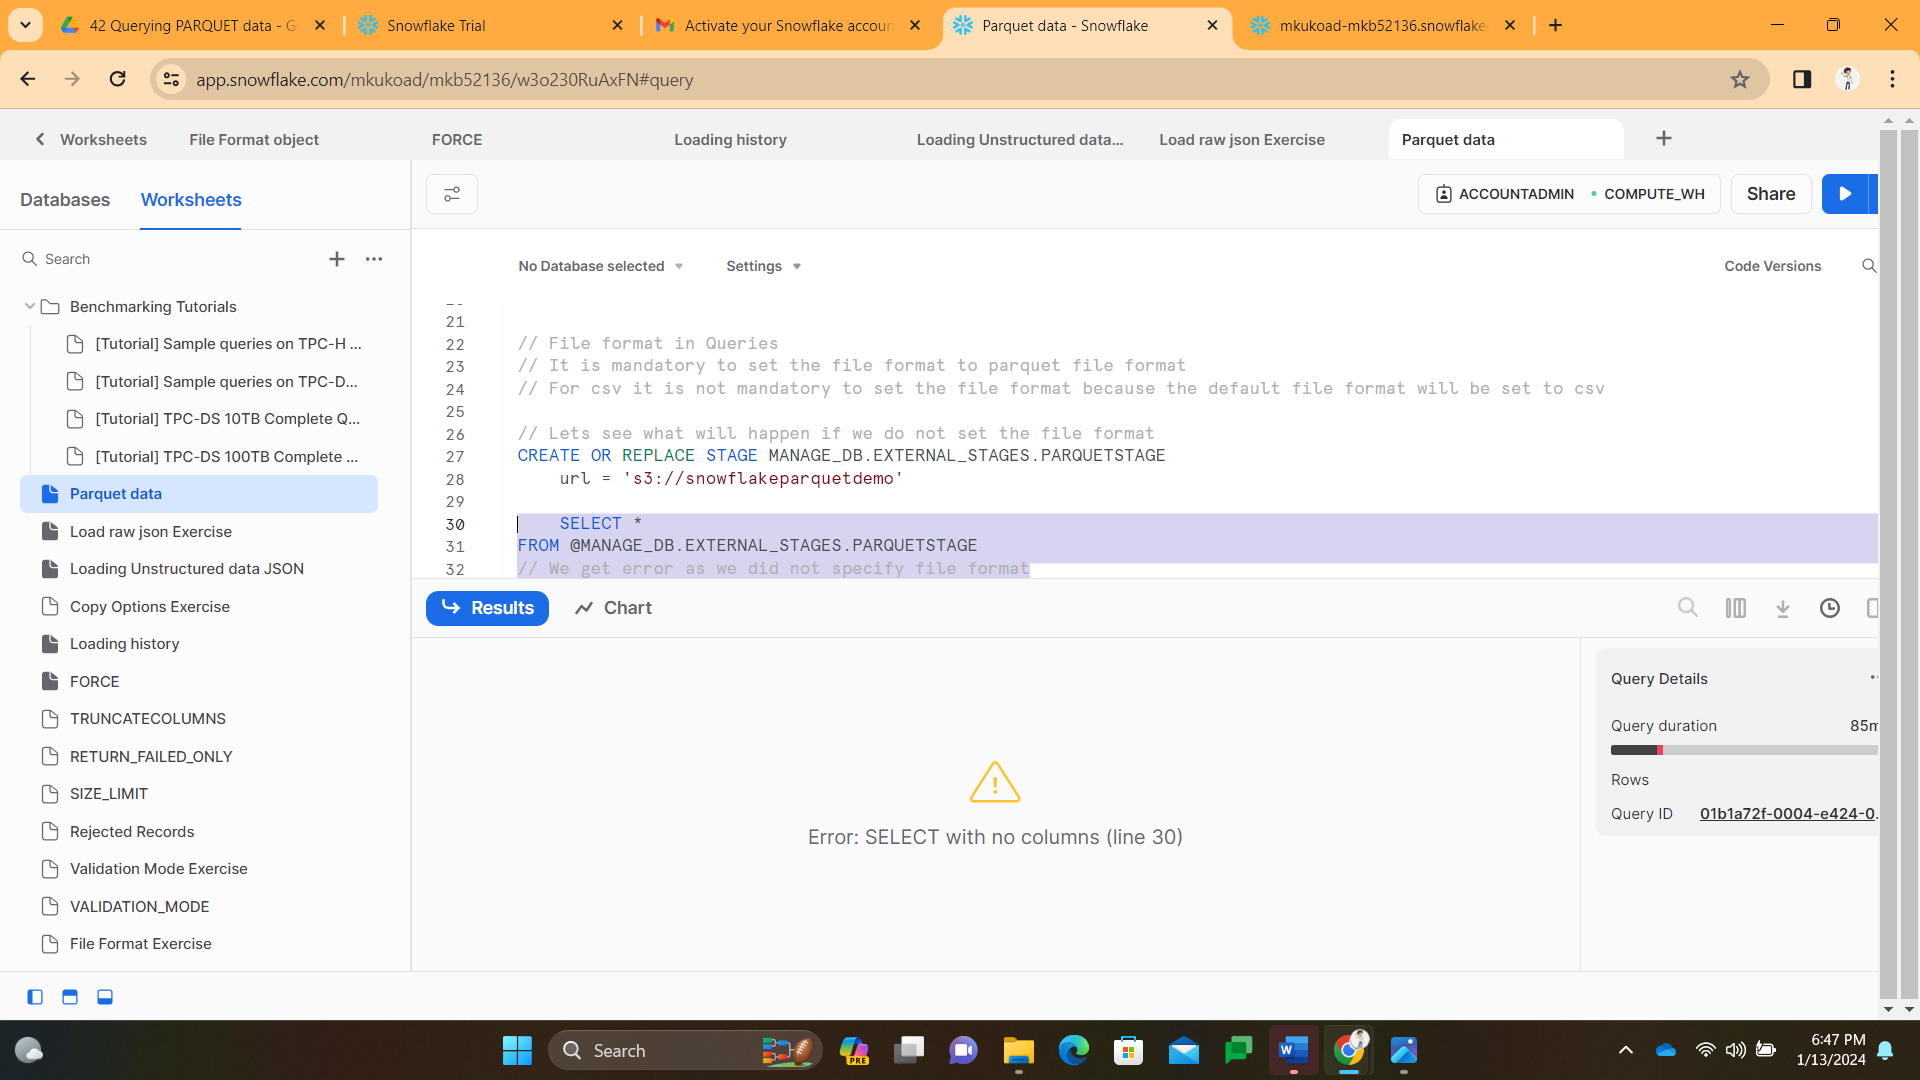 42 Querying PARQUET data - G
Snowflake Trial
Activate your Snowflake accoun
Parquet data - Snowflake
mkukoad-mkb52136.snowflake
app.snowflake.com/mkukoad/mkb52136/w3o230RuAxFN#query
Worksheets
File Format object
FORCE
Loading history
Loading Unstructured data...
Load raw json Exercise
Parquet data
Databases
Worksheets
ACCOUNTADMIN
COMPUTE_WH
Share
Search
No Database selected
Settings
Code Versions
Benchmarking Tutorials
[Tutorial] Sample queries on TPC-H ...
[Tutorial] Sample queries on TPC-D...
[Tutorial] TPC-DS 10TB Complete Q...
[Tutorial] TPC-DS 100TB Complete ...
Parquet data
Load raw json Exercise
Loading Unstructured data JSON
Copy Options Exercise
Loading history
FORCE
TRUNCATECOLUMNS
RETURN_FAILED_ONLY
SIZE_LIMIT
Rejected Records
Validation Mode Exercise
VALIDATION_MODE
File Format Exercise
21
22 // File format in Queries
23 // It is mandatory to set the file format to parquet file format
24 // For csv it is not mandatory to set the file format because the default file format will be set to csv
25
26 // Lets see what will happen if we do not set the file format
27 CREATE OR REPLACE STAGE MANAGE_DB.EXTERNAL_STAGES.PARQUETSTAGE
28 url = 's3://snowflakeparquetdemo'
29
30 SELECT *
31 FROM @MANAGE_DB.EXTERNAL_STAGES.PARQUETSTAGE
32 // We get error as we did not specify file format
Results
Chart
Error: SELECT with no columns (line 30)
Query Details
Query duration 85m
Rows
Query ID 01b1a72f-0004-e424-0.
Search
PRE
6:47 PM
1/13/2024